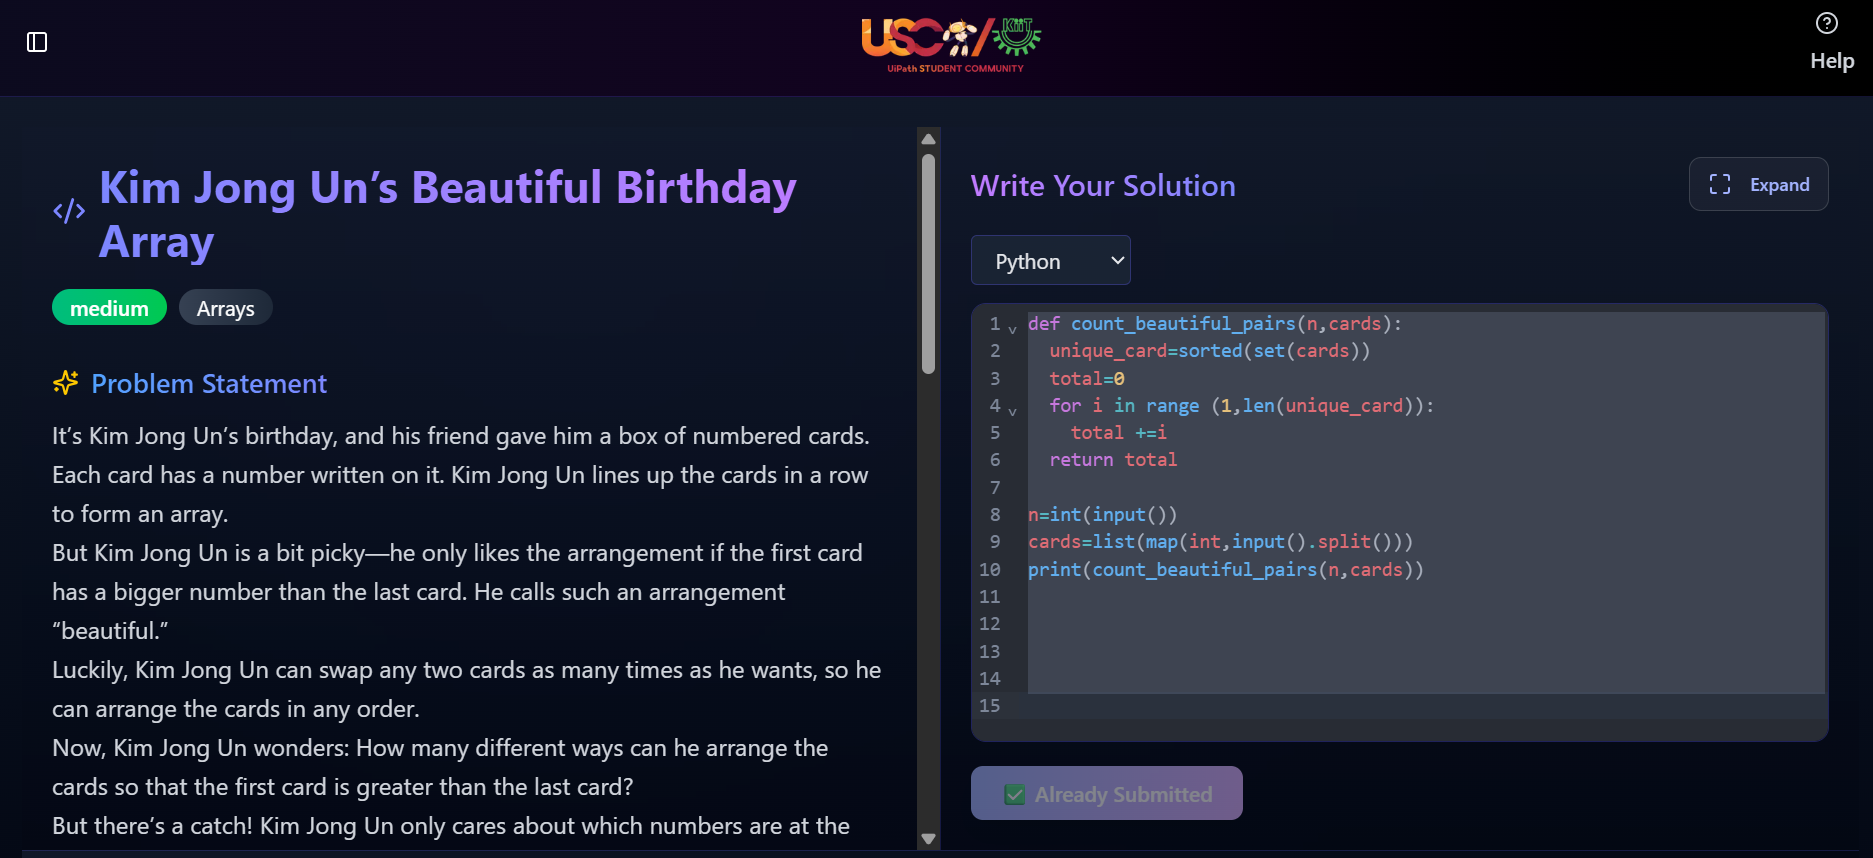 USC/KiiT
UiPath STUDENT COMMUNITY
Help
Kim Jong Un’s Beautiful Birthday
Array
medium
Arrays
Problem Statement
It’s Kim Jong Un’s birthday, and his friend gave him a box of numbered cards.
Each card has a number written on it. Kim Jong Un lines up the cards in a row
to form an array.
But Kim Jong Un is a bit picky—he only likes the arrangement if the first card
has a bigger number than the last card. He calls such an arrangement
“beautiful.”
Luckily, Kim Jong Un can swap any two cards as many times as he wants, so he
can arrange the cards in any order.
Now, Kim Jong Un wonders: How many different ways can he arrange the
cards so that the first card is greater than the last card?
But there’s a catch! Kim Jong Un only cares about which numbers are at the
Write Your Solution
Expand
Python
1 def count_beautiful_pairs(n,cards):
2   unique_card=sorted(set(cards))
3   total=0
4   for i in range (1,len(unique_card)):
5     total +=i
6   return total
7
8 n=int(input())
9 cards=list(map(int,input().split()))
10 print(count_beautiful_pairs(n,cards))
11
12
13
14
15
Already Submitted